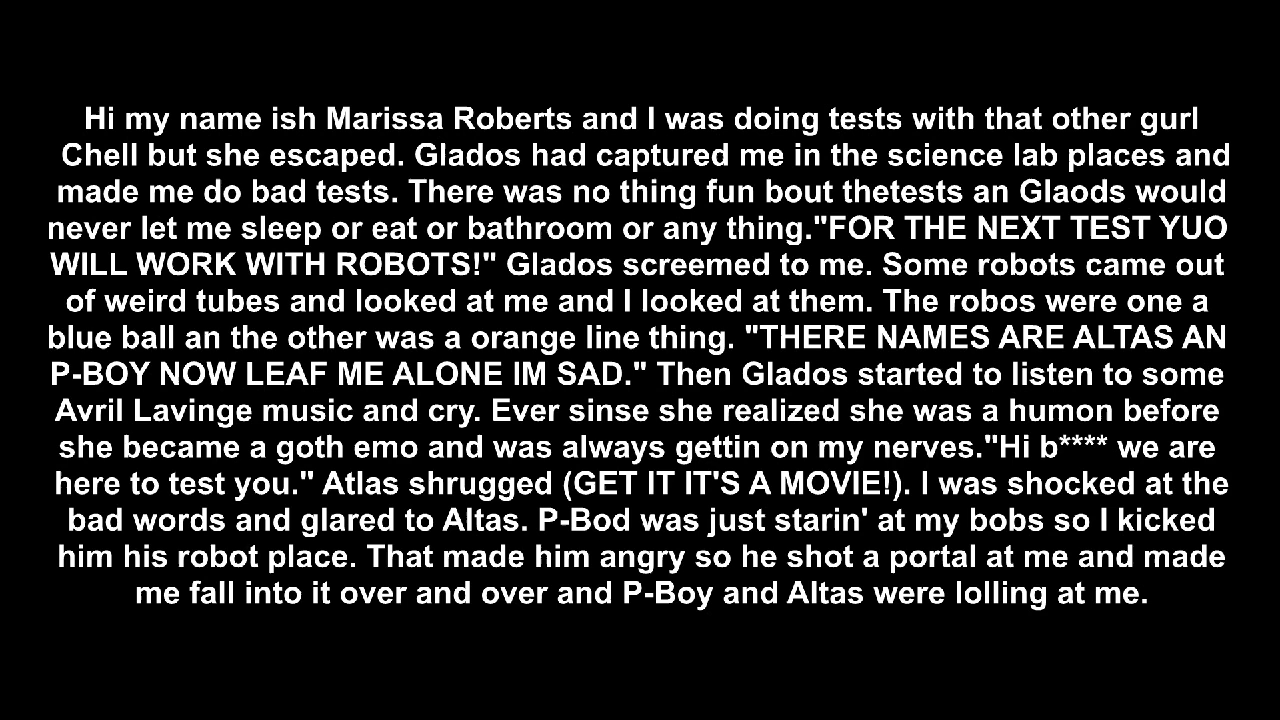 Hi my name ish Marissa Roberts and I was doing tests with that other gurl
Chell but she escaped. Glados had captured me in the science lab places and
made me do bad tests. There was no thing fun bout thetests an Glaods would
never let me sleep or eat or bathroom or any thing."FOR THE NEXT TEST YUO
WILL WORK WITH ROBOTS!" Glados screemed to me. Some robots came out
of weird tubes and looked at me and I looked at them. The robos were one a
blue ball an the other was a orange line thing. "THERE NAMES ARE ALTAS AN
P-BOY NOW LEAF ME ALONE IM SAD." Then Glados started to listen to some
Avril Lavinge music and cry. Ever sinse she realized she was a humon before
she became a goth emo and was always gettin on my nerves."Hi b**** we are
here to test you." Atlas shrugged (GET IT IT'S A MOVIE!). I was shocked at the
bad words and glared to Altas. P-Bod was just starin' at my bobs so I kicked
him his robot place. That made him angry so he shot a portal at me and made
me fall into it over and over and P-Boy and Altas were lolling at me.